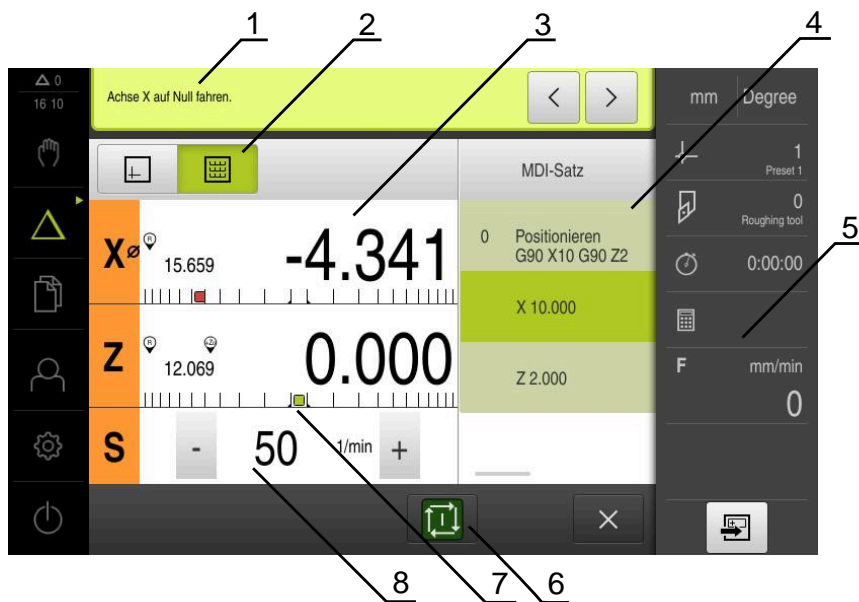 1
2
3
4
△ 0
16 10
Achse X auf Null fahren.
< >
mm Degree
MDI-Satz
1
Preset 1
0
Roughing tool
5
X⌀
R
15.659
-4.341
0 Positionieren
G90 X10 G90 Z2
0:00:00
X 10.000
Z
R
12.069
0.000
Z 2.000
F mm/min
0
S
-
50
1/min
+
8
7
6